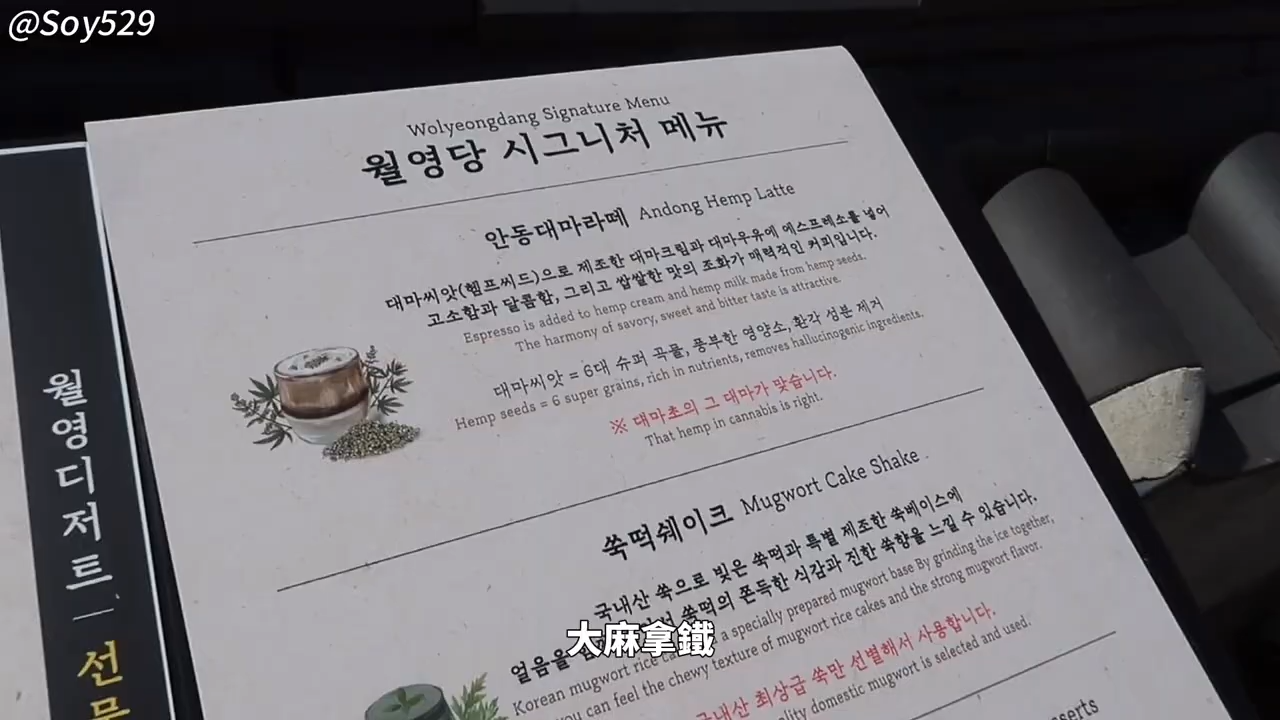 @Soy529
Wolyeongdang Signature Menu
월영당 시그니처 메뉴
안동대마라떼 Andong Hemp Latte
대마씨앗(헴프씨드)으로 제조한 대마크림과 대마우유에 에스프레소를 넣어
고소함과 달콤함, 그리고 쌉쌀한 맛의 조화가 매력적인 커피입니다.
Espresso is added to hemp cream and hemp milk made from hemp seeds.
The harmony of savory, sweet and bitter taste is attractive.
대마씨앗 = 6대 슈퍼 곡물, 풍부한 영양소, 환각 성분 제거
Hemp seeds = 6 super grains, rich in nutrients, removes hallucinogenic ingredients.
※ 대마초의 그 대마가 맞습니다.
That hemp in cannabis is right.
쑥떡쉐이크 Mugwort Cake Shake
국내산 쑥으로 빚은 쑥떡과 특별 제조한 쑥베이스에
얼음을 쑥떡의 쫀득한 식감과 진한 쑥향을 느낄 수 있습니다.
Korean mugwort rice a specially prepared mugwort base By grinding the ice together,
you can feel the chewy texture of mugwort rice cakes and the strong mugwort flavor.
국내산 최상급 쑥만 선별해서 사용합니다.
domestic mugwort is selected and used.
월영디저트
선문
大麻拿鐵